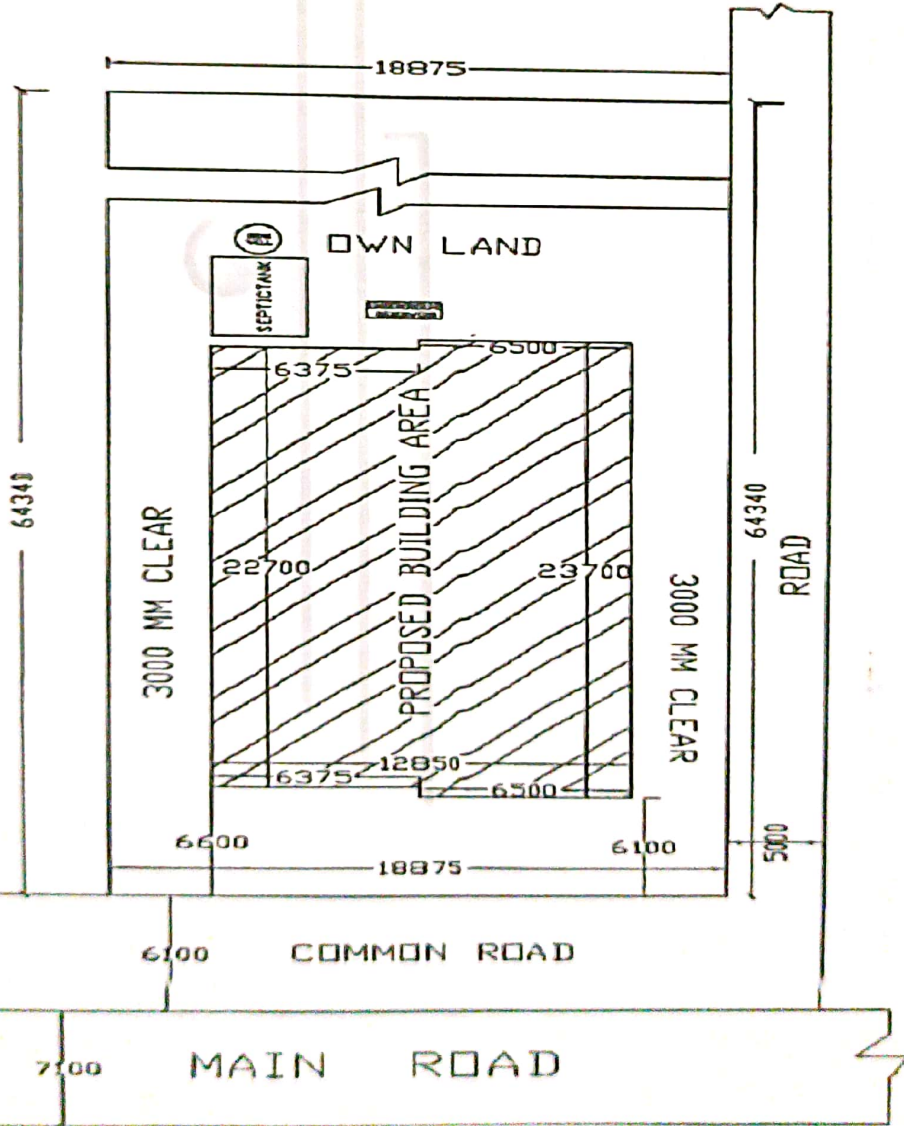 18875
OWN LAND
SEPTICTANK
6500
6375
64340
64340
PROPOSED BUILDING AREA
ROAD
3000 MM CLEAR
22700
23700
3000 MM CLEAR
12850
6375
6500
6600
6100
5000
18875
6100
COMMON ROAD
7100
MAIN ROAD